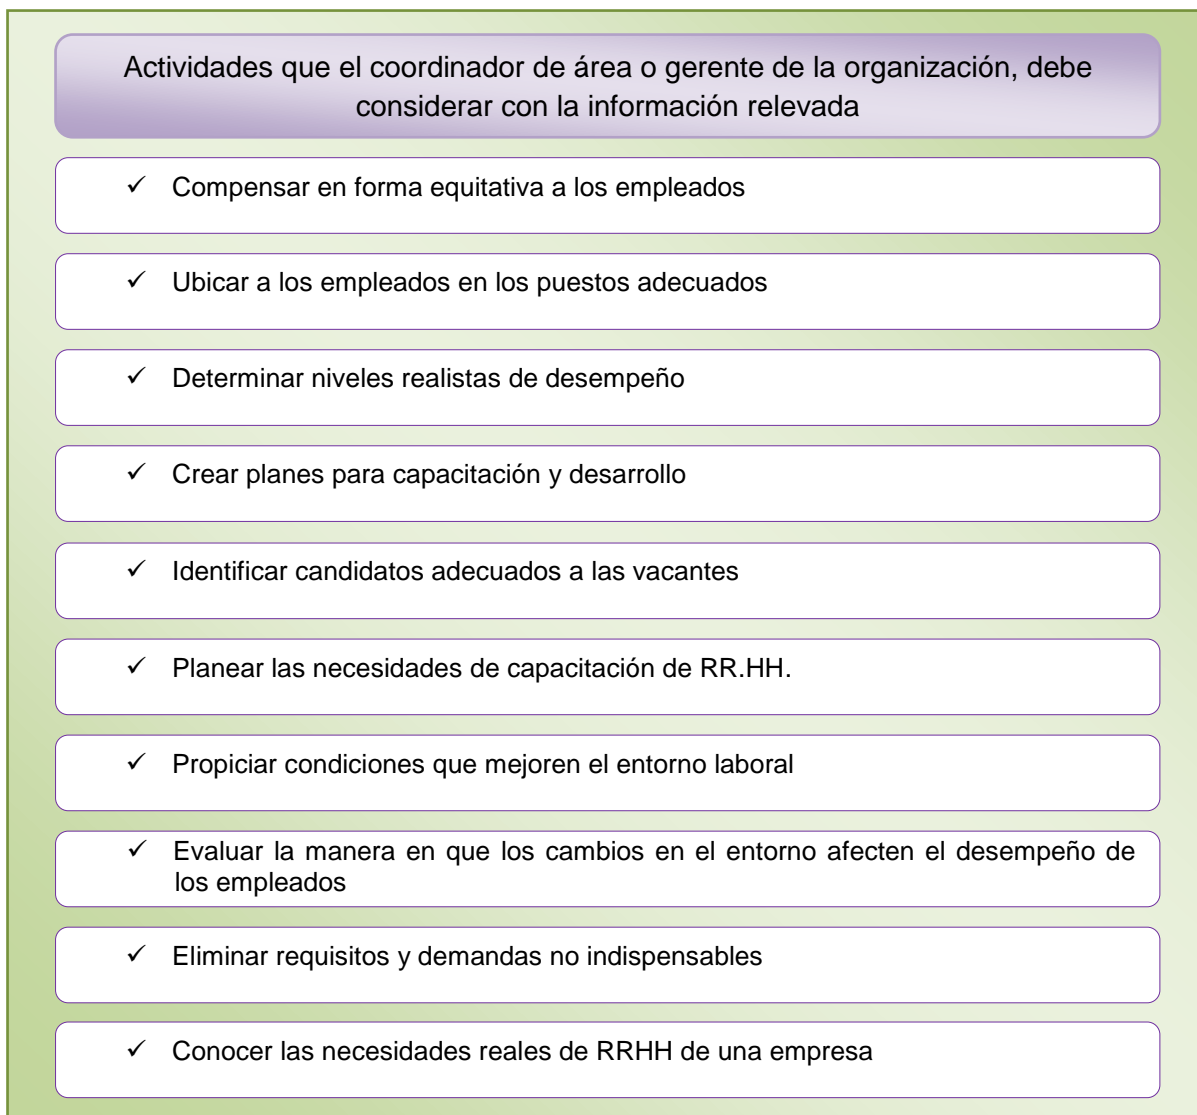 Actividades que el coordinador de área o gerente de la organización, debe
considerar con la información relevada
✓ Compensar en forma equitativa a los empleados
✓ Ubicar a los empleados en los puestos adecuados
✓ Determinar niveles realistas de desempeño
✓ Crear planes para capacitación y desarrollo
✓ Identificar candidatos adecuados a las vacantes
✓ Planear las necesidades de capacitación de RR.HH.
✓ Propiciar condiciones que mejoren el entorno laboral
✓ Evaluar la manera en que los cambios en el entorno afecten el desempeño de
los empleados
✓ Eliminar requisitos y demandas no indispensables
✓ Conocer las necesidades reales de RRHH de una empresa